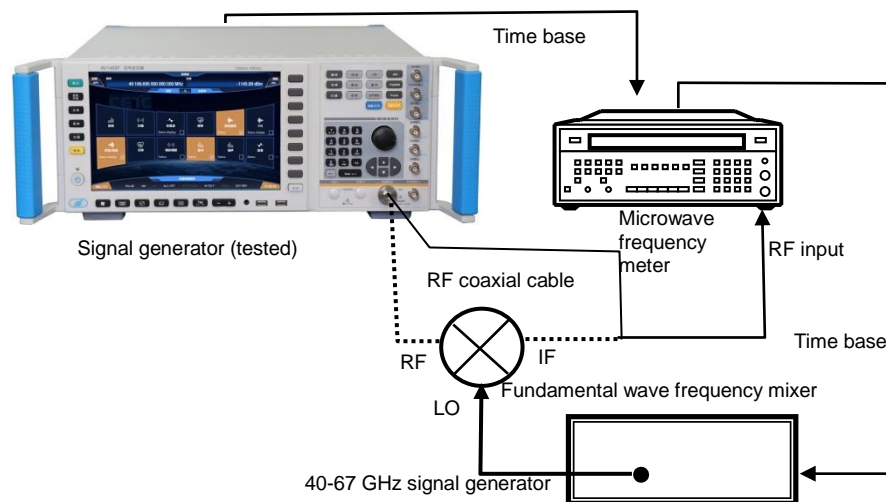 Time base
Signal generator (tested)
Microwave
frequency
meter
RF input
RF coaxial cable
RF
IF
Time base
Fundamental wave frequency mixer
LO
40-67 GHz signal generator